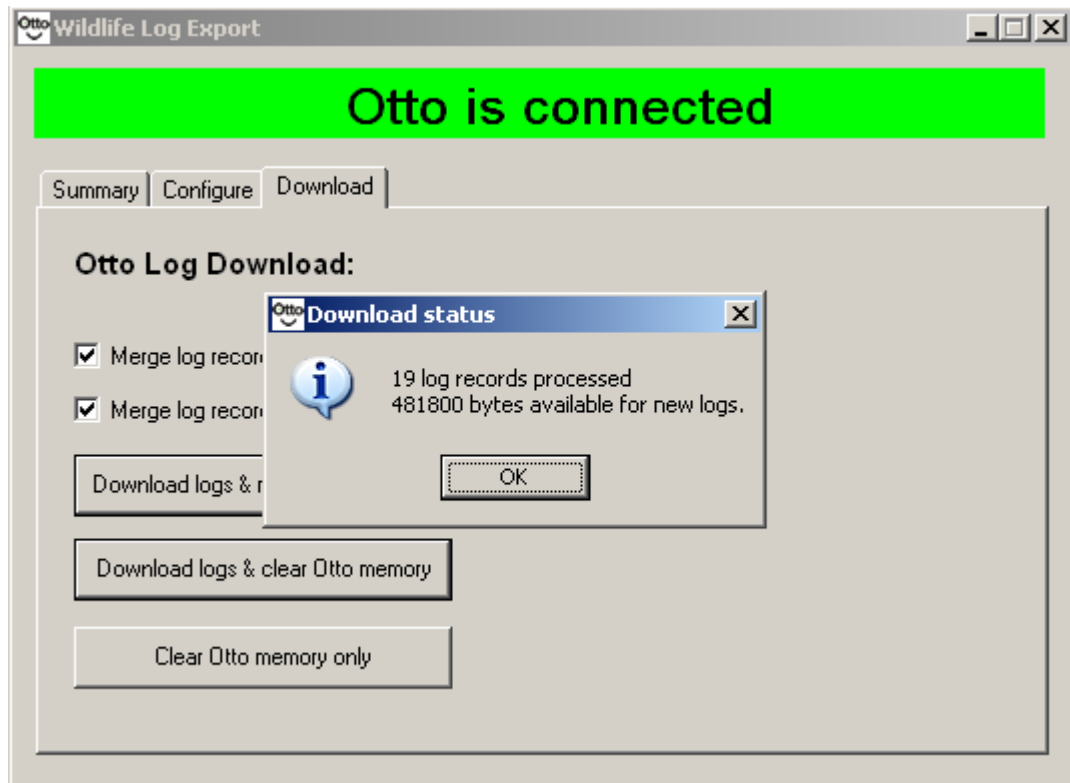 Otto Wildlife Log Export
Otto is connected
Summary Configure Download
Otto Log Download:
Otto Download status
Merge log
19 log records processed
Merge log
481800 bytes available for new logs.
Download logs &
OK
Download logs & clear Otto memory
Clear Otto memory only